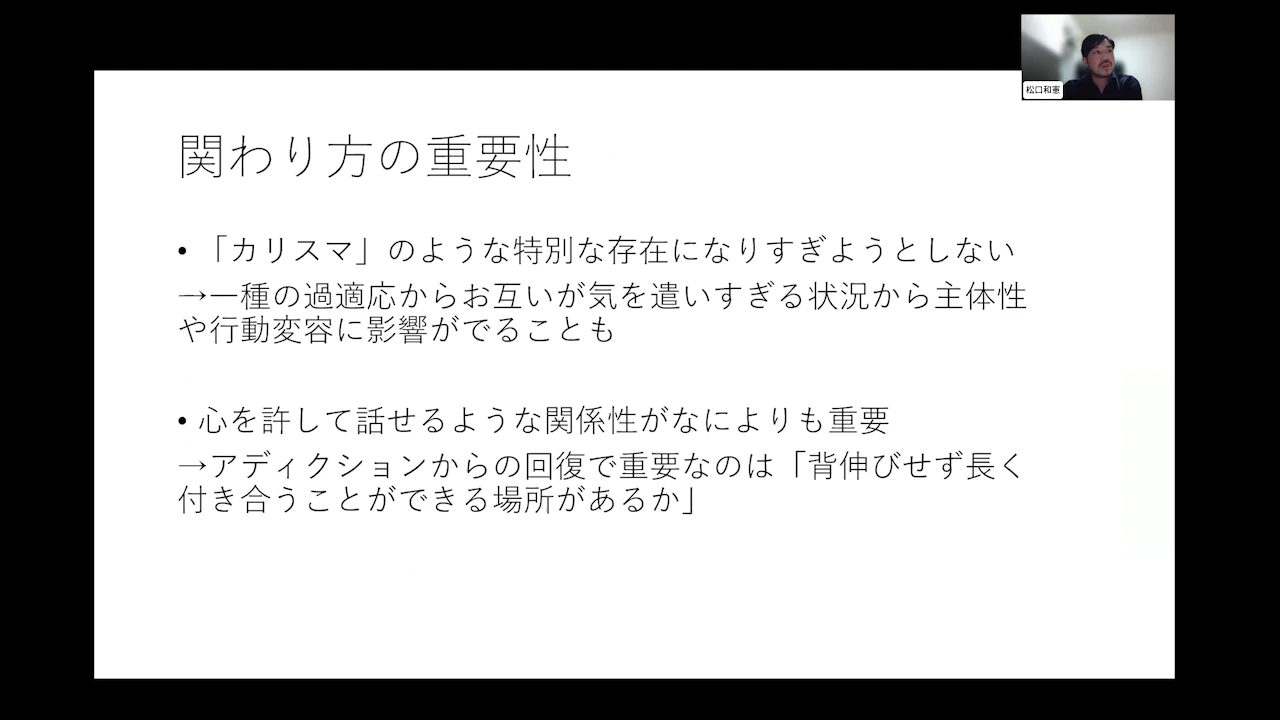 松口和憲
関わり方の重要性
• 「カリスマ」のような特別な存在になりすぎようとしない
→一種の過適応からお互いが気を遣いすぎる状況から主体性
や行動変容に影響がでることも
• 心を許して話せるような関係性がなによりも重要
→アディクションからの回復で重要なのは「背伸びせず長く
付き合うことができる場所があるか」